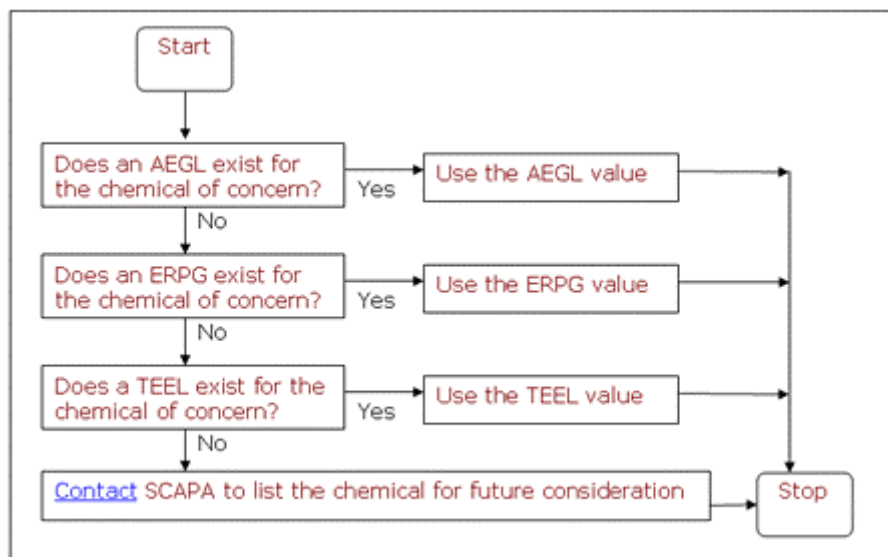 Start
Does an AEGL exist for
the chemical of concern?
Yes
Use the AEGL value
No
Does an ERPG exist for
the chemical of concern?
Yes
Use the ERPG value
No
Does a TEEL exist for the
chemical of concern?
Yes
Use the TEEL value
No
Contact SCAPA to list the chemical for future consideration
Stop